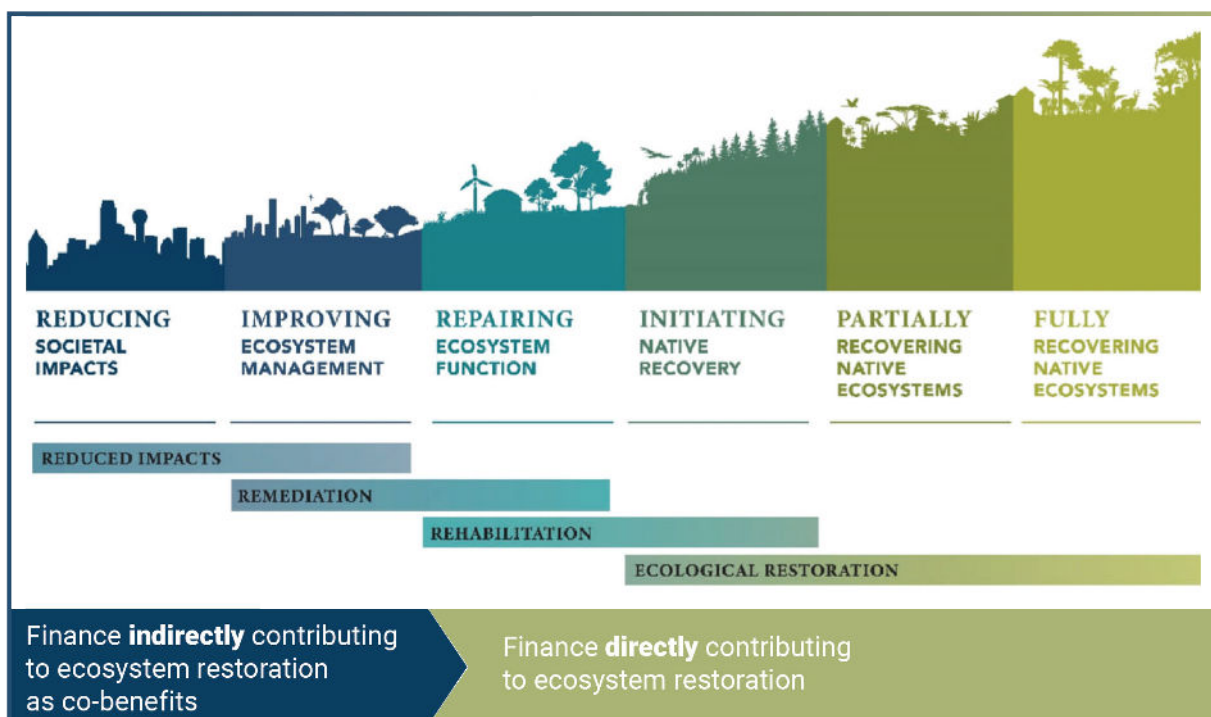 REDUCING
SOCIETAL
IMPACTS
IMPROVING
ECOSYSTEM
MANAGEMENT
REPAIRING
ECOSYSTEM
FUNCTION
INITIATING
NATIVE
RECOVERY
PARTIALLY
RECOVERING
NATIVE
ECOSYSTEMS
FULLY
RECOVERING
NATIVE
ECOSYSTEMS
REDUCED IMPACTS
REMEDIATION
REHABILITATION
ECOLOGICAL RESTORATION
Finance indirectly contributing
to ecosystem restoration
as co-benefits
Finance directly contributing
to ecosystem restoration